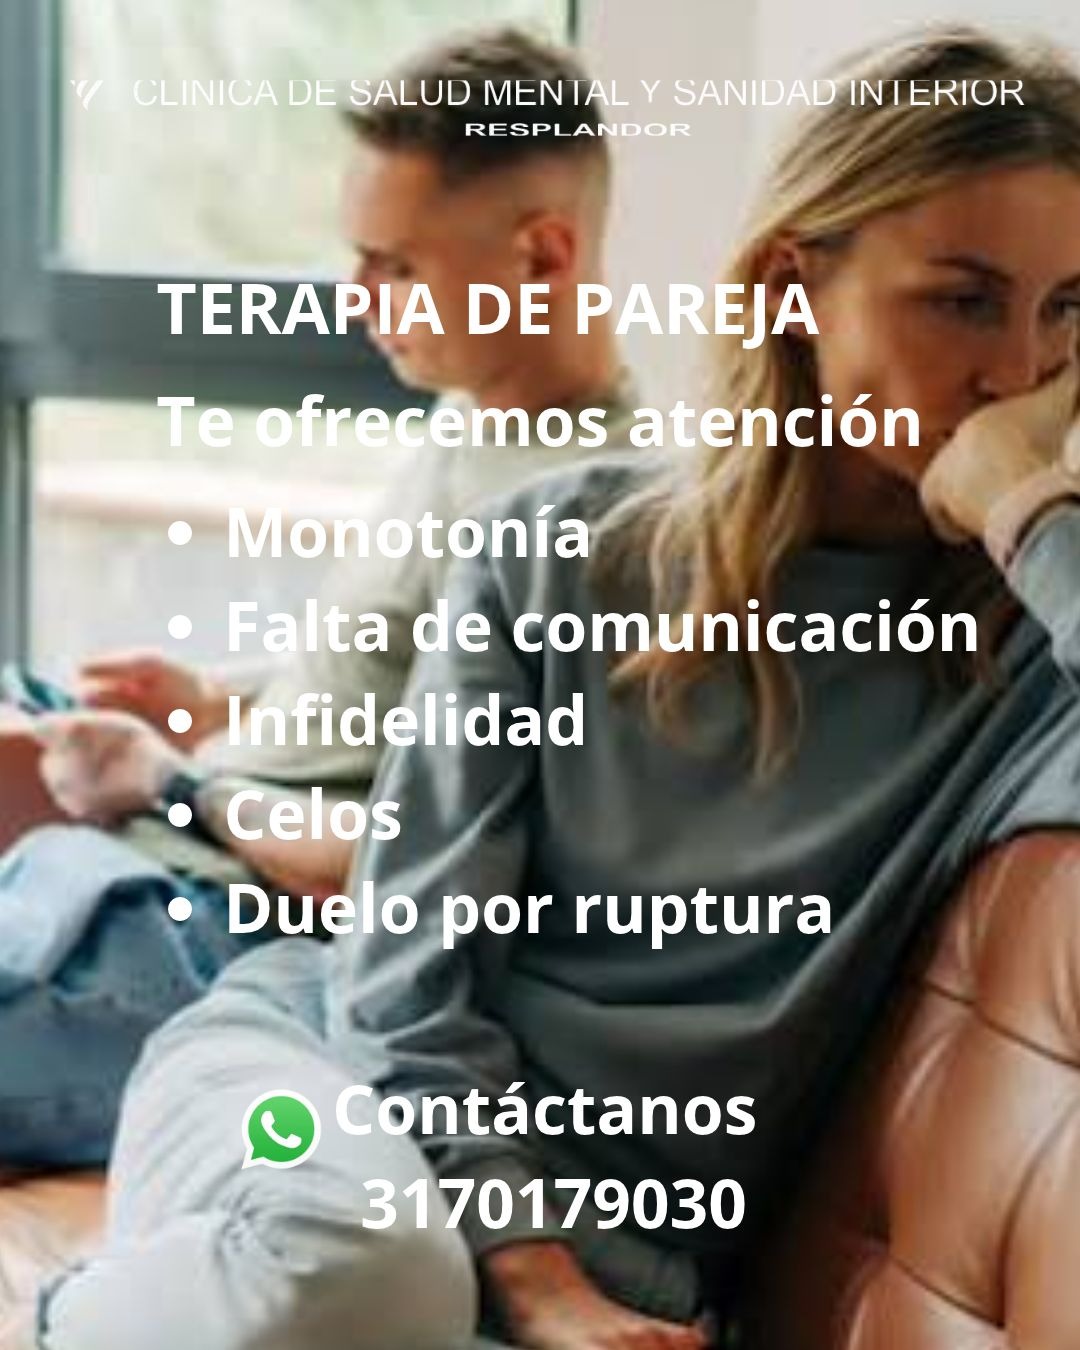 CLINICA DE SALUD MENTAL Y SANIDAD INTERIOR
RESPLANDOR
TERAPIA DE PAREJA
Te ofrecemos atención
• Monotonía
• Falta de comunicación
• Infidelidad
• Celos
• Duelo por ruptura
Contáctanos
3170179030